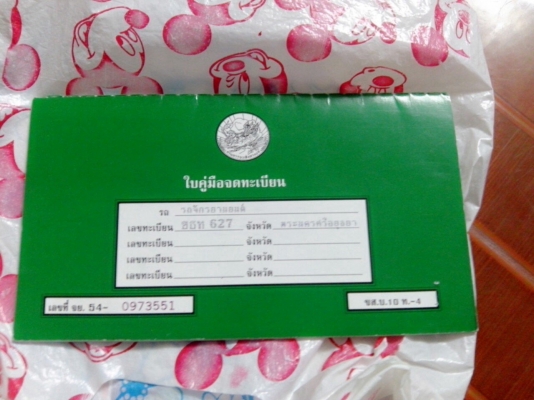 ใบคู่มือจดทะเบียน
รถ รถจักรยานยนต์
เลขทะเบียน 627 จังหวัด พระนครศรีอยุธยา
เลขทะเบียน จังหวัด
เลขทะเบียน จังหวัด
เลขทะเบียน จังหวัด
เลขที่ จย. 54- 0973551
ขส.บ.10 ท.-4